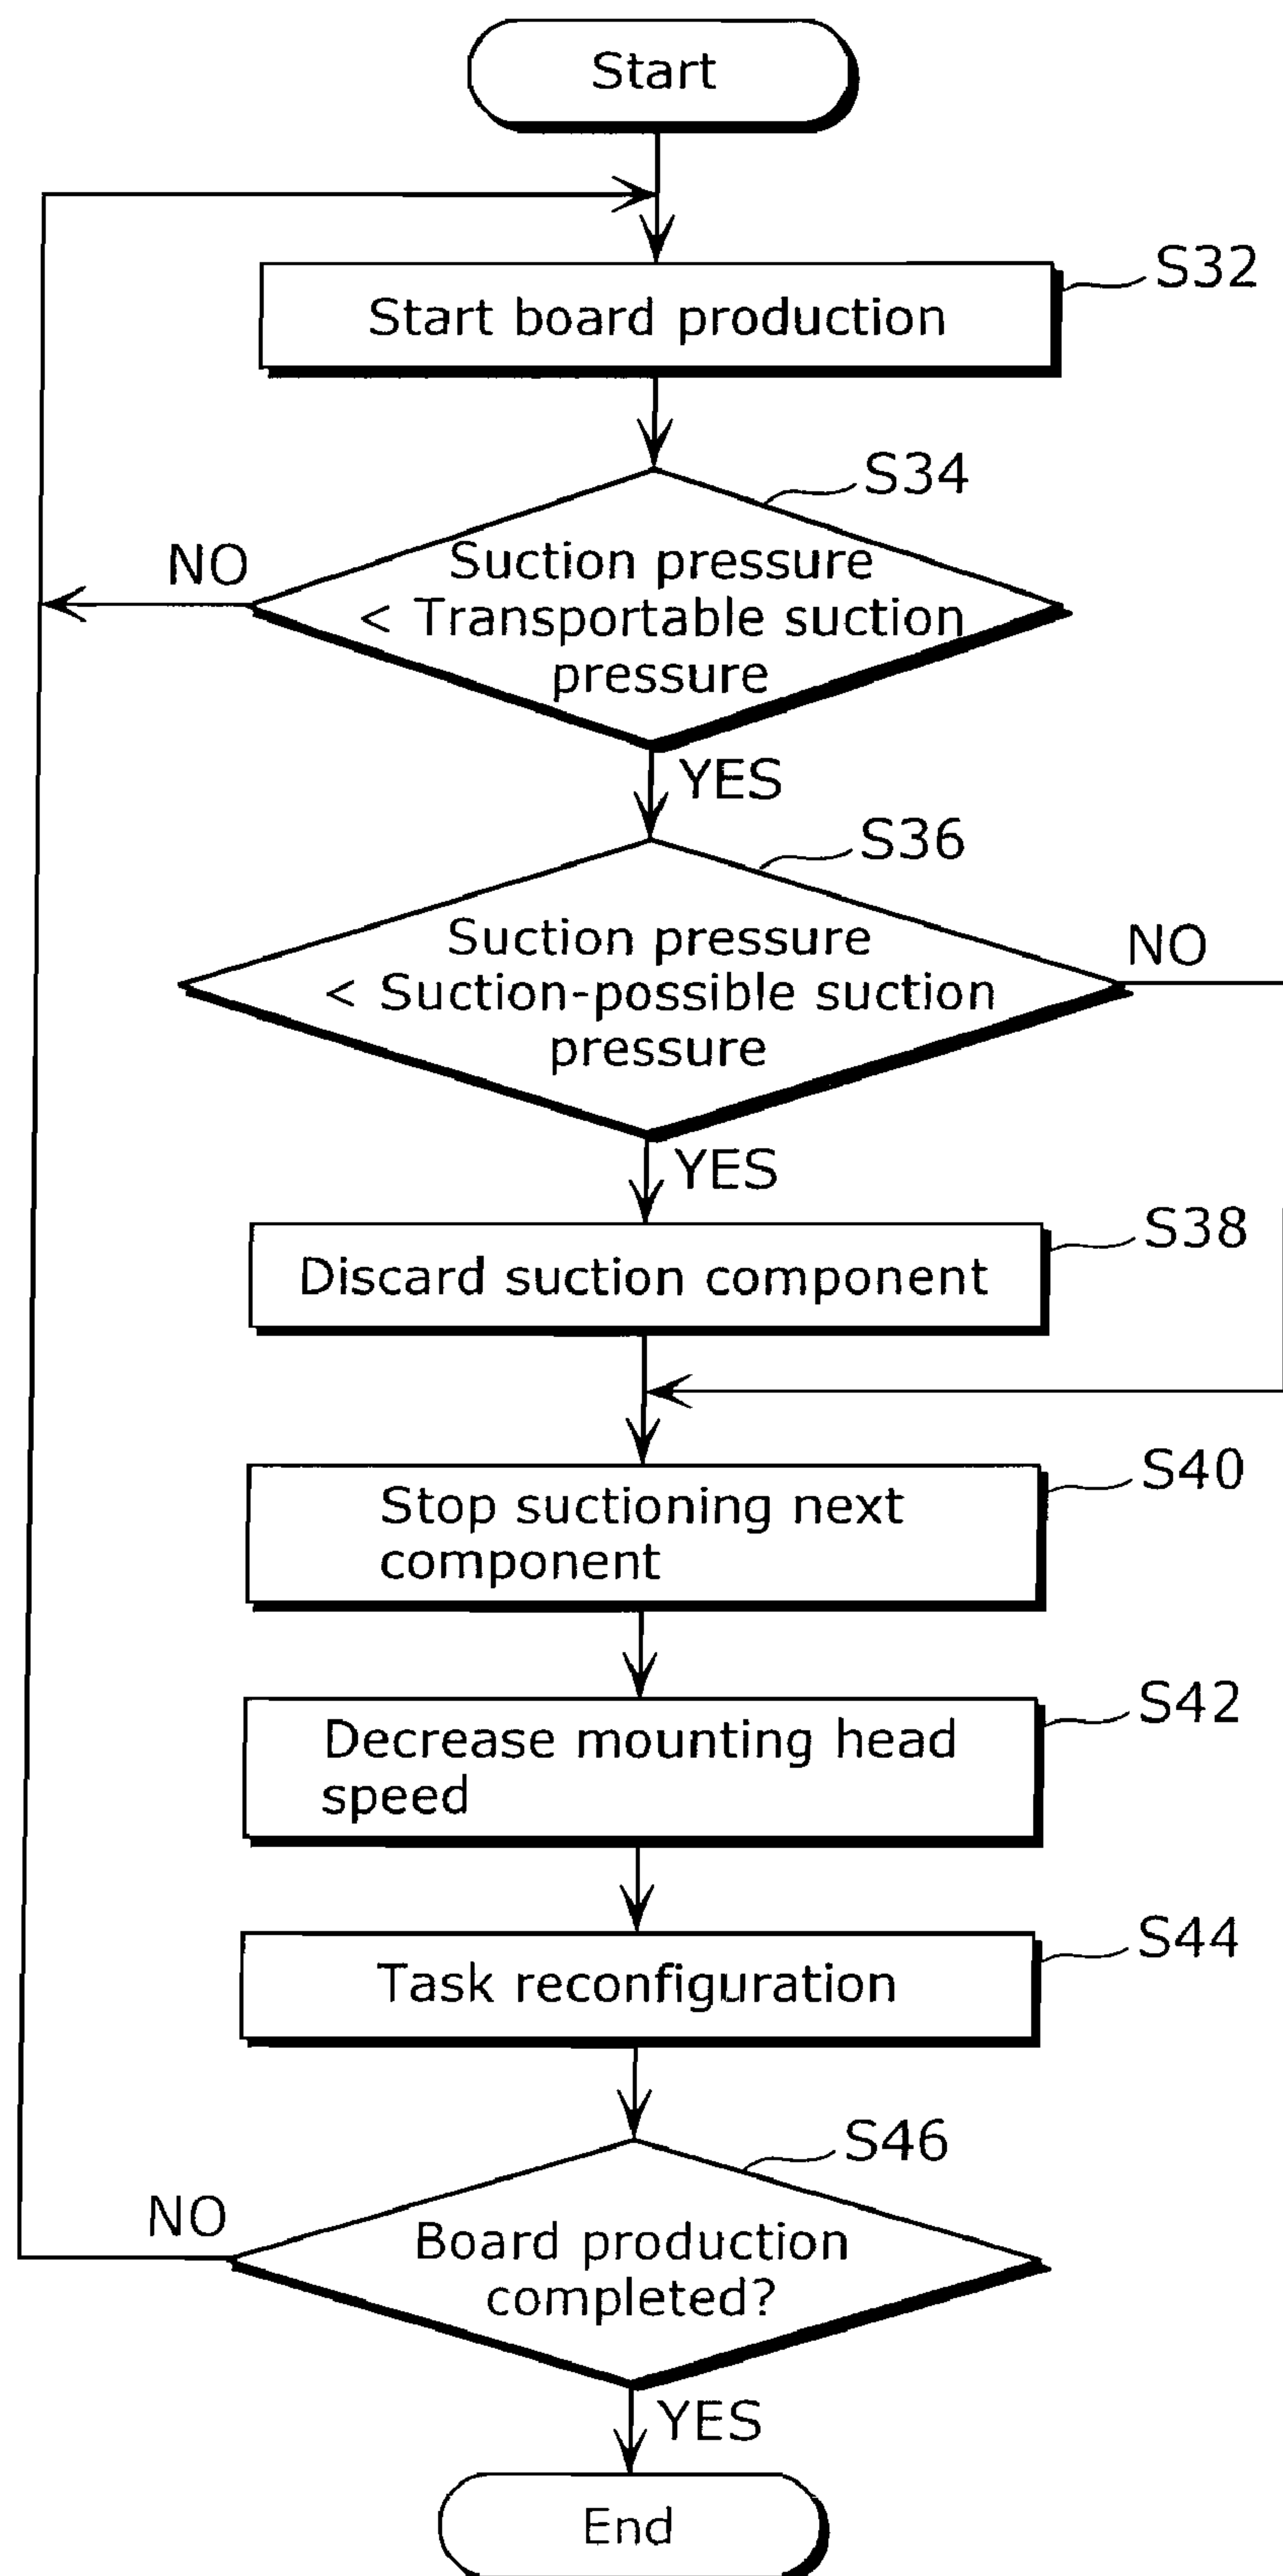 Start
S32
Start board production
S34
NO
Suction pressure
< Transportable suction
pressure
YES
S36
Suction pressure
NO
< Suction-possible suction
pressure
YES
S38
Discard suction component
S40
Stop suctioning next
component
S42
Decrease mounting head
speed
S44
Task reconfiguration
S46
NO
Board production
completed?
YES
End